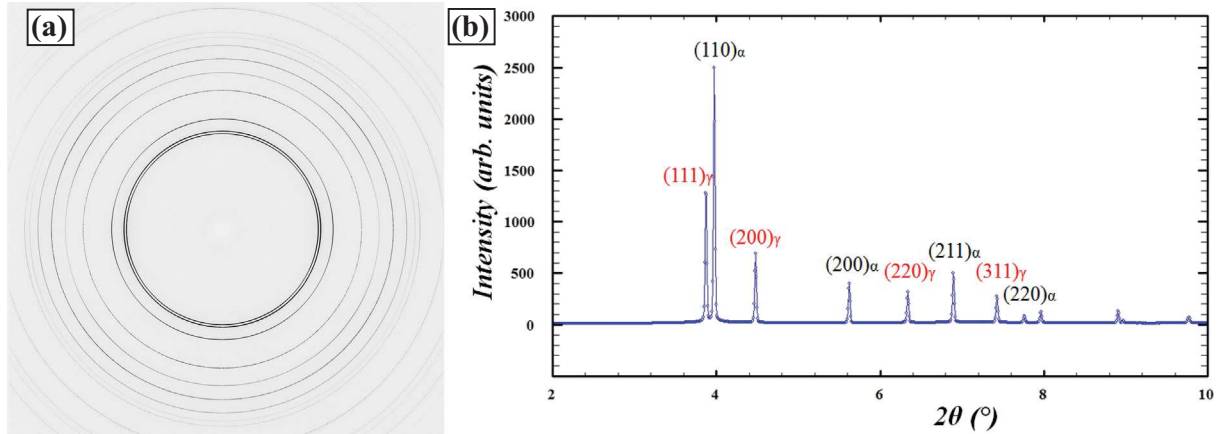 (a)
(b)
3000
2500
2000
1500
1000
500
0
Intensity (arb. units)
(110)α
(111)γ
(200)γ
(200)α
(220)γ
(211)α
(311)γ
(220)α
2 4 6 8 10
2θ (°)